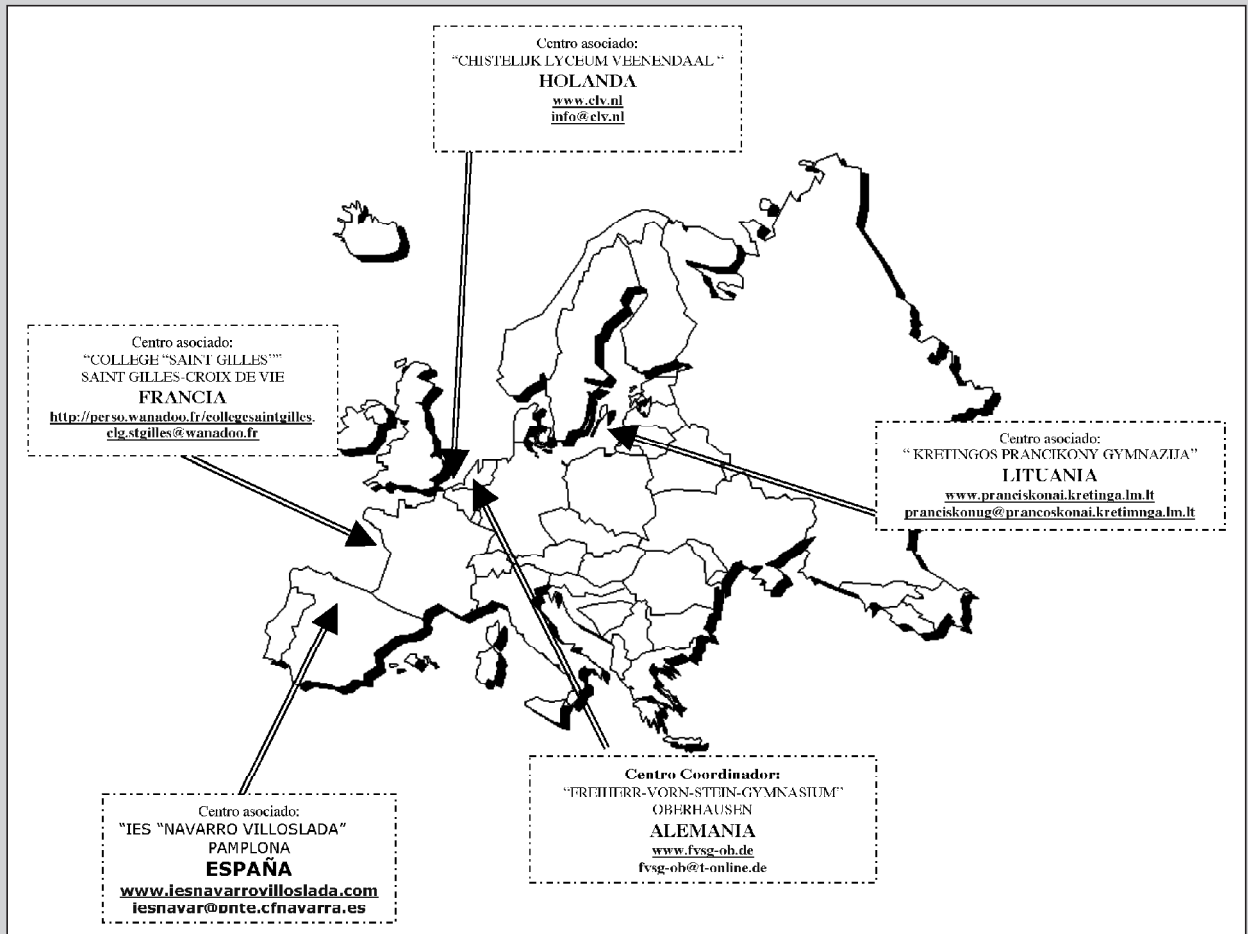 Centro asociado:
"CHISTELIJK LYCEUM VEENENDAAL "
HOLANDA
www.clv.nl
info@clv.nl
Centro asociado:
"COLLEGE "SAINT GILLES""
SAINT GILLES-CROIX DE VIE
FRANCIA
http://perso.wanadoo.fr/collegesaintgilles.
clg.stgilles@wanadoo.fr
Centro asociado:
" KRETINGOS PRANCIKONY GYMNAZIJA"
LITUANIA
www.pranciskonai.kretinga.lm.lt
pranciskonug@prancoskonai.kretimnga.lm.lt
Centro Coordinador:
"FREIHERR-VORN-STEIN-GYMNASIUM"
OBERHAUSEN
ALEMANIA
www.fvsg-ob.de
fvsg-ob@t-online.de
Centro asociado:
"IES "NAVARRO VILLOSLADA"
PAMPLONA
ESPAÑA
www.iesnavarrovilloslada.com
iesnavar@pnte.cfnavarra.es